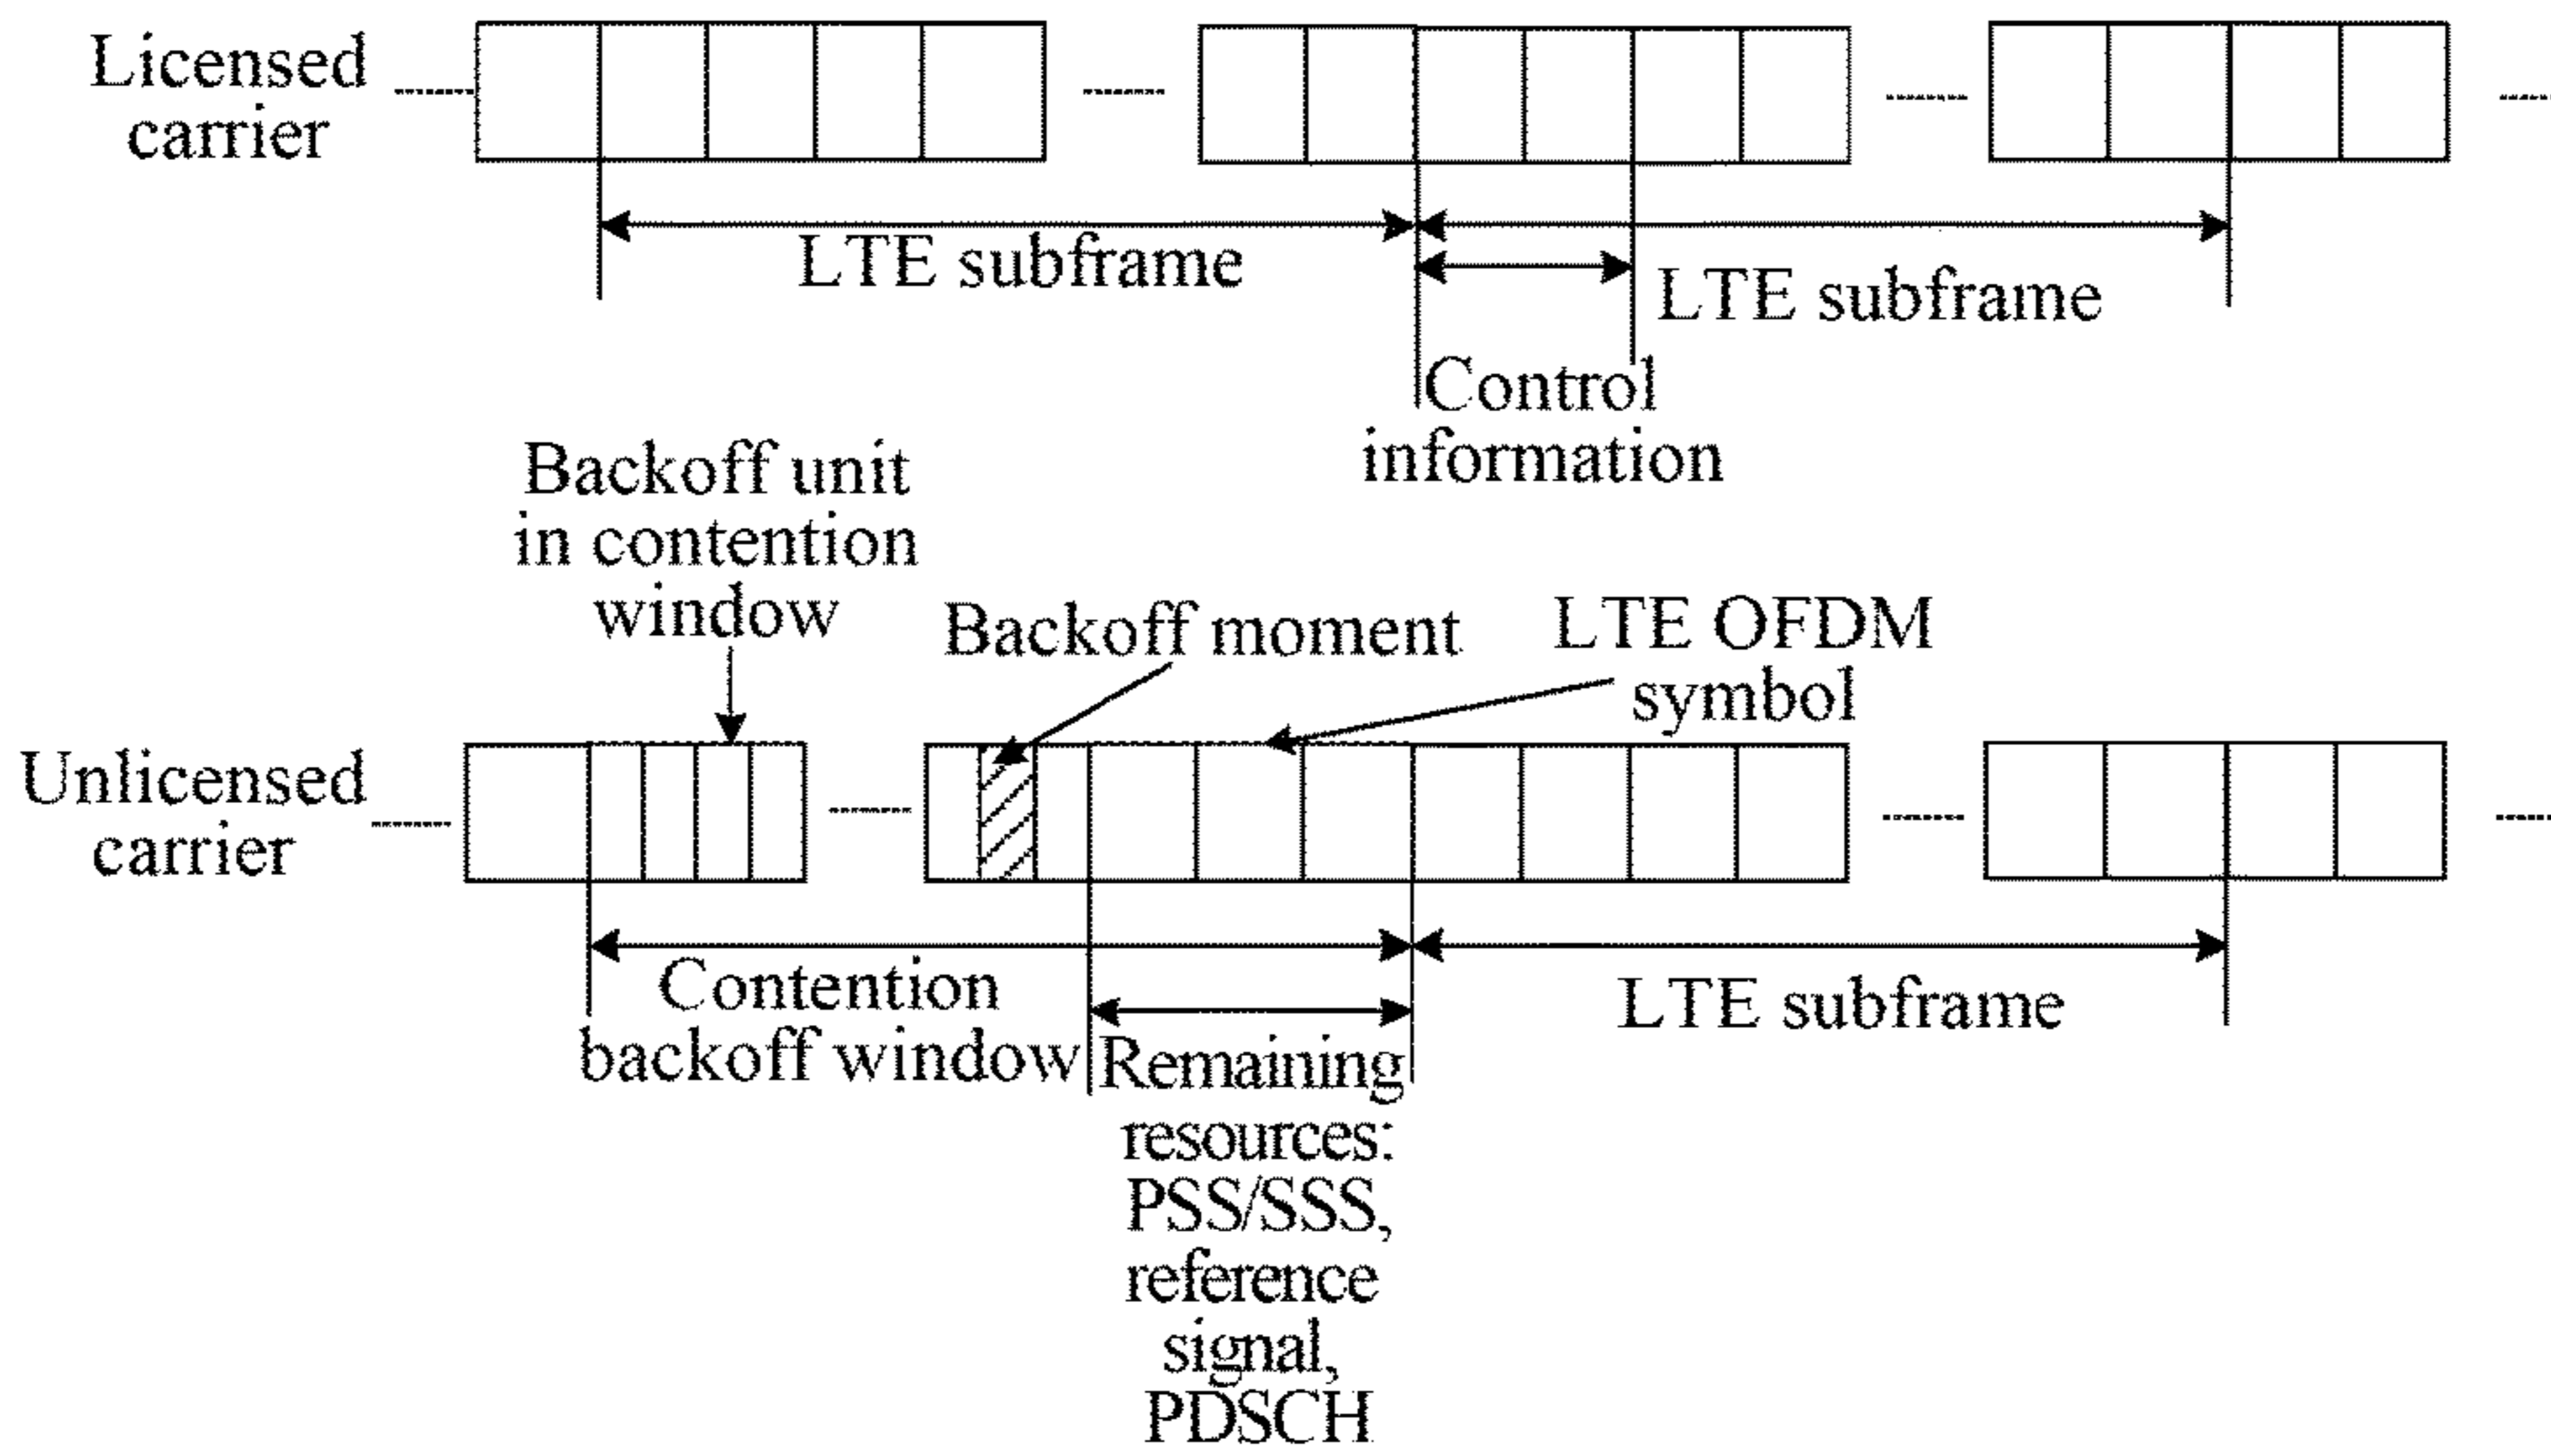 Licensed
carrier
LTE subframe
LTE subframe
Control
information
Backoff unit
in contention
window
Backoff moment
LTE OFDM
symbol
Unlicensed
carrier
Contention
backoff window
LTE subframe
Remaining
resources:
PSS/SSS,
reference
signal,
PDSCH